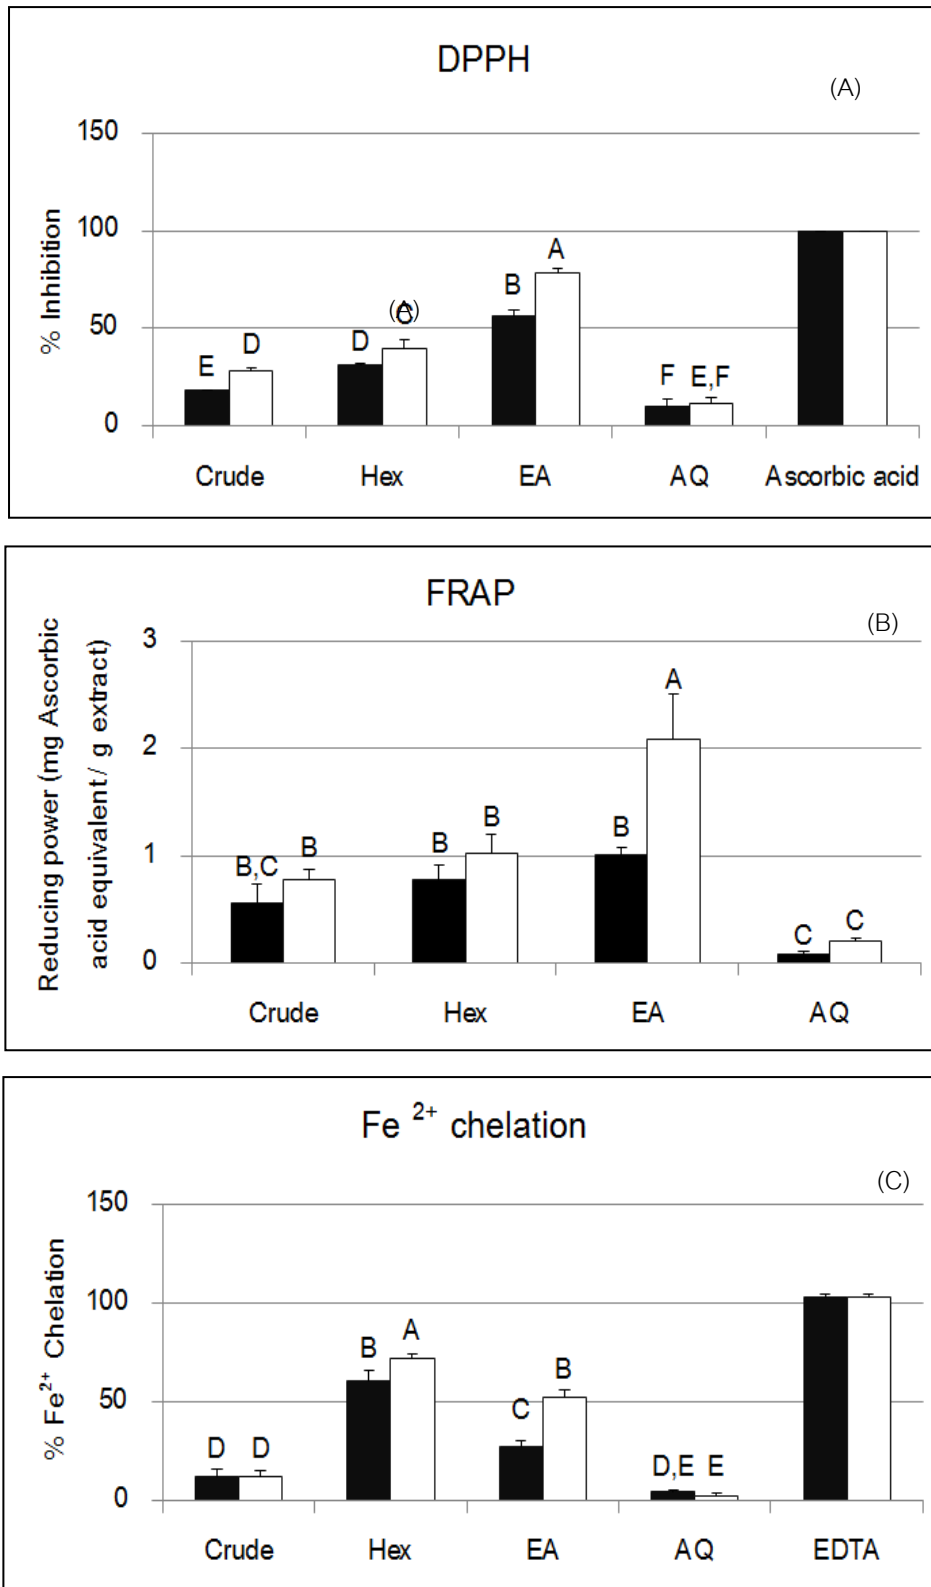 DPPH
(A)
150
100
50
0
% Inhibition
E
D
D
(A)
C
B
A
F
E,F
Crude
Hex
EA
AQ
Ascorbic acid
FRAP
(B)
Reducing power (mg Ascorbic
acid equivalent / g extract)
3
2
1
0
B,C
B
B
B
B
A
C
C
Crude
Hex
EA
AQ
Fe 2+ chelation
(C)
% Fe2+ Chelation
150
100
50
0
D
D
B
A
C
B
D,E
E
Crude
Hex
EA
AQ
EDTA